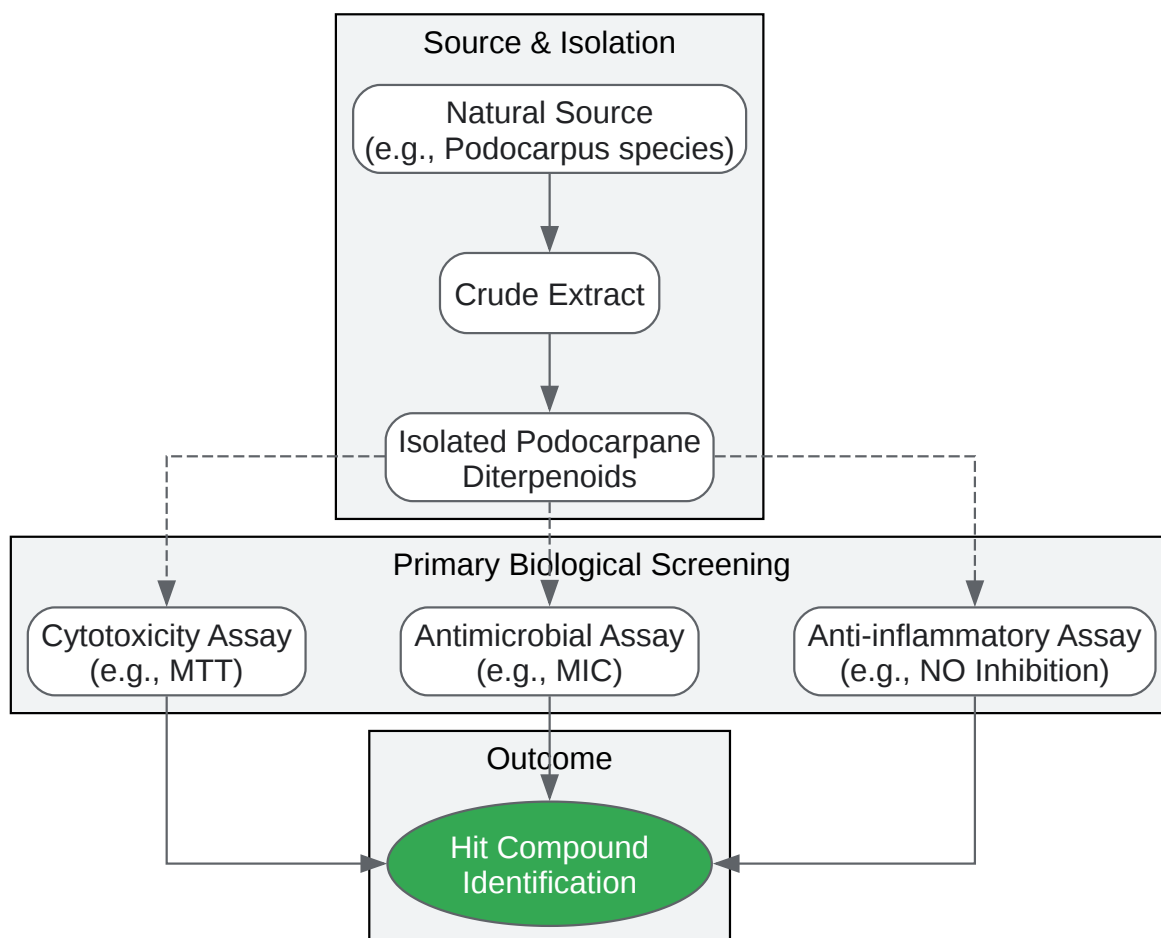 Source & Isolation
Natural Source
(e.g., Podocarpus species)
Crude Extract
Isolated Podocarpane
Diterpenoids
Primary Biological Screening
Cytotoxicity Assay
(e.g., MTT)
Antimicrobial Assay
(e.g., MIC)
Anti-inflammatory Assay
(e.g., NO Inhibition)
Outcome
Hit Compound
Identification